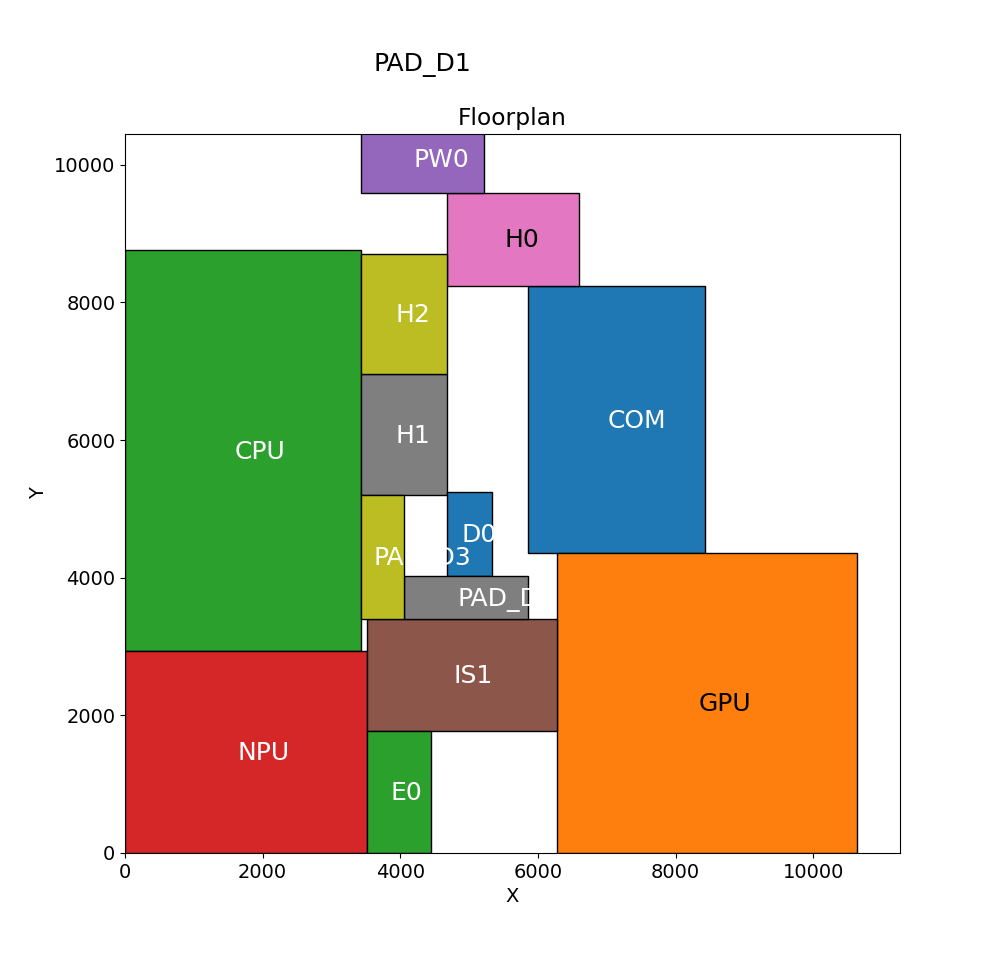 PAD_D1
Floorplan
10000
8000
6000
4000
2000
0
Y
PW0
H0
H2
COM
H1
CPU
D0
PA D3
PAD_D
IS1
GPU
NPU
E0
0 2000 4000 6000 8000 10000
X